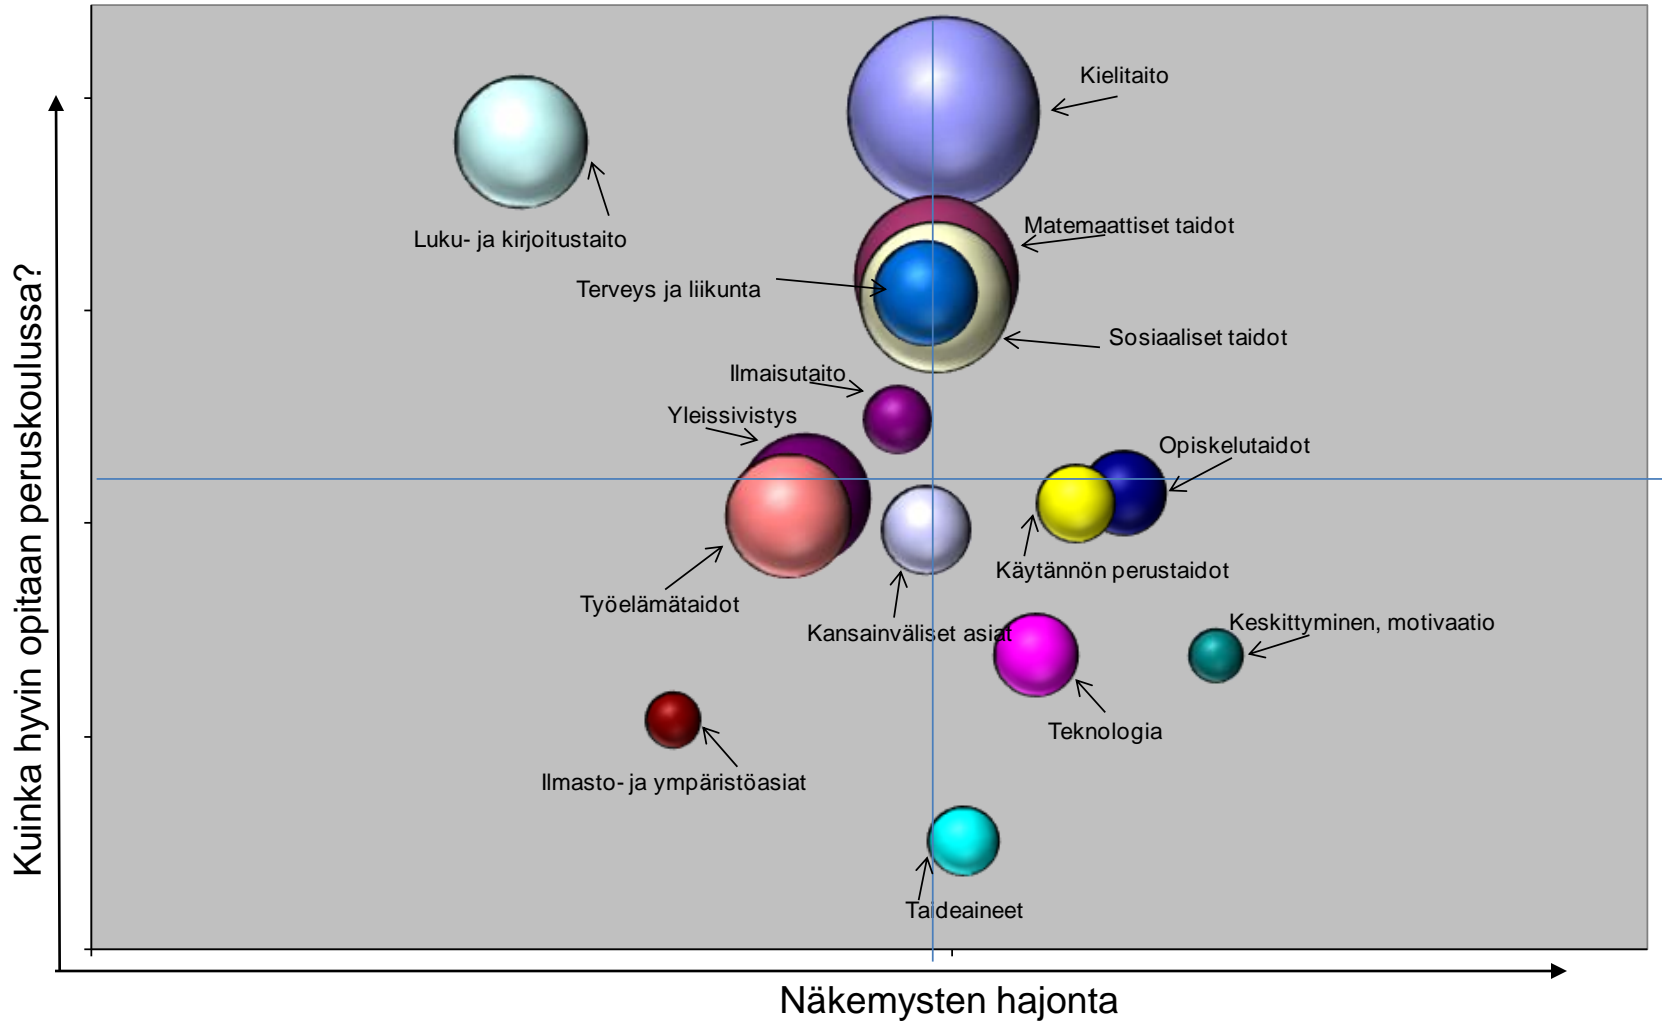 Kielitaito
Luku- ja kirjoitustaito
Matemaattiset taidot
Terveys ja liikunta
Sosiaaliset taidot
Ilmaisutaito
Yleissivistys
Opiskelutaidot
Käytännön perustaidot
Työelämätaidot
Kansainväliset asiat
Keskittyminen, motivaatio
Teknologia
Ilmasto- ja ympäristöasiat
Taideaineet
Kuinka hyvin opitaan peruskoulussa?
Näkemysten hajonta